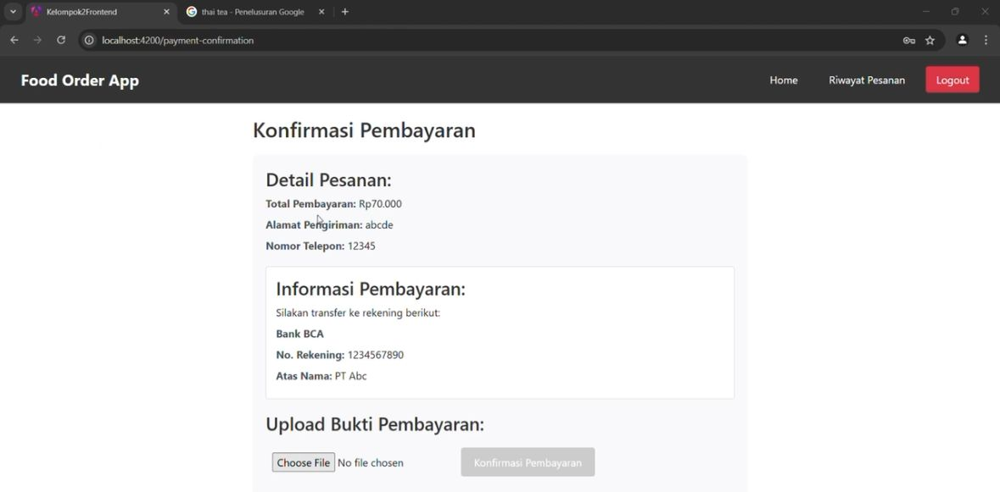 Kelompok2Frontend
thai tea - Penelusuran Google
localhost:4200/payment-confirmation
Food Order App
Home
Riwayat Pesanan
Logout
Konfirmasi Pembayaran
Detail Pesanan:
Total Pembayaran: Rp70.000
Alamat Pengiriman: abcde
Nomor Telepon: 12345
Informasi Pembayaran:
Silakan transfer ke rekening berikut:
Bank BCA
No. Rekening: 1234567890
Atas Nama: PT Abc
Upload Bukti Pembayaran:
Choose File No file chosen
Konfirmasi Pembayaran